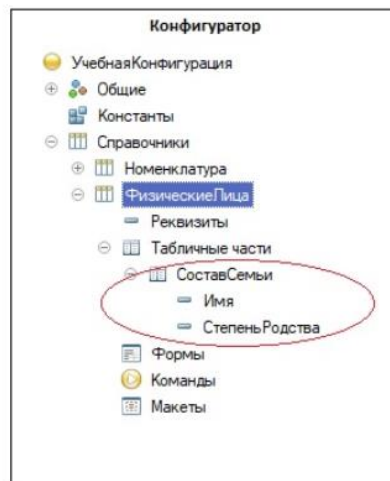 Конфигуратор
УчебнаяКонфигурация
Общие
Константы
Справочники
Номенклатура
ФизическиеЛица
Реквизиты
Табличные части
СоставСемьи
Имя
СтепеньРодства
Формы
Команды
Макеты